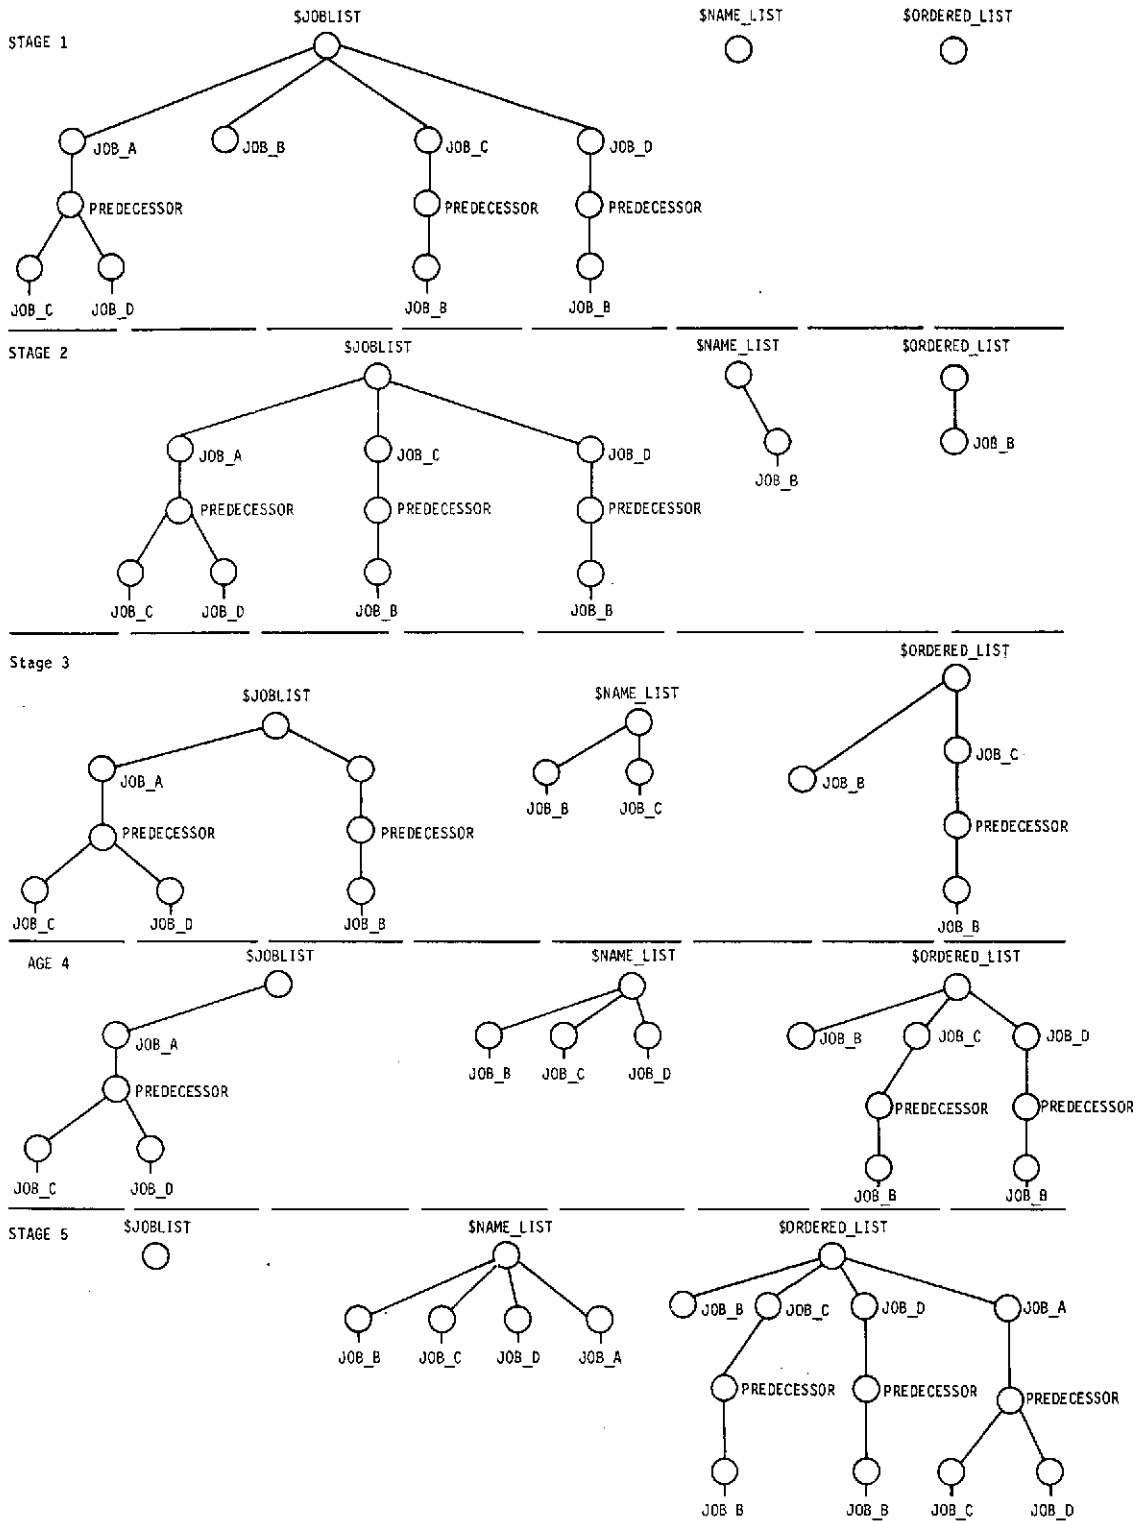 $JOBLIST $NAME_LIST $ORDERED_LIST
STAGE 1
JOB_A JOB_B JOB_C JOB_D
PREDECESSOR PREDECESSOR PREDECESSOR
JOB_C JOB_D JOB_B JOB_B
STAGE 2 $JOBLIST $NAME_LIST $ORDERED_LIST
JOB_A JOB_C JOB_D JOB_B
JOB_B
PREDECESSOR PREDECESSOR PREDECESSOR
JOB_C JOB_D JOB_B JOB_B
$ORDERED_LIST
Stage 3
$JOBLIST $NAME_LIST
JOB_C
JOB_A JOB_B
JOB_B JOB_C
PREDECESSOR PREDECESSOR PREDECESSOR
JOB_C JOB_D JOB_B JOB_B
AGE 4 $JOBLIST $NAME_LIST $ORDERED_LIST
JOB_A JOB_B JOB_C JOB_D
JOB_B JOB_C JOB_D
PREDECESSOR PREDECESSOR PREDECESSOR
JOB_C JOB_D JOB_B JOB_B
STAGE 5 $JOBLIST $NAME_LIST $ORDERED_LIST
JOB_B JOB_C JOB_D JOB_A
JOB_B JOB_C JOB_D JOB_A
PREDECESSOR PREDECESSOR PREDECESSOR
JOB_B JOB_B JOB_C JOB_D